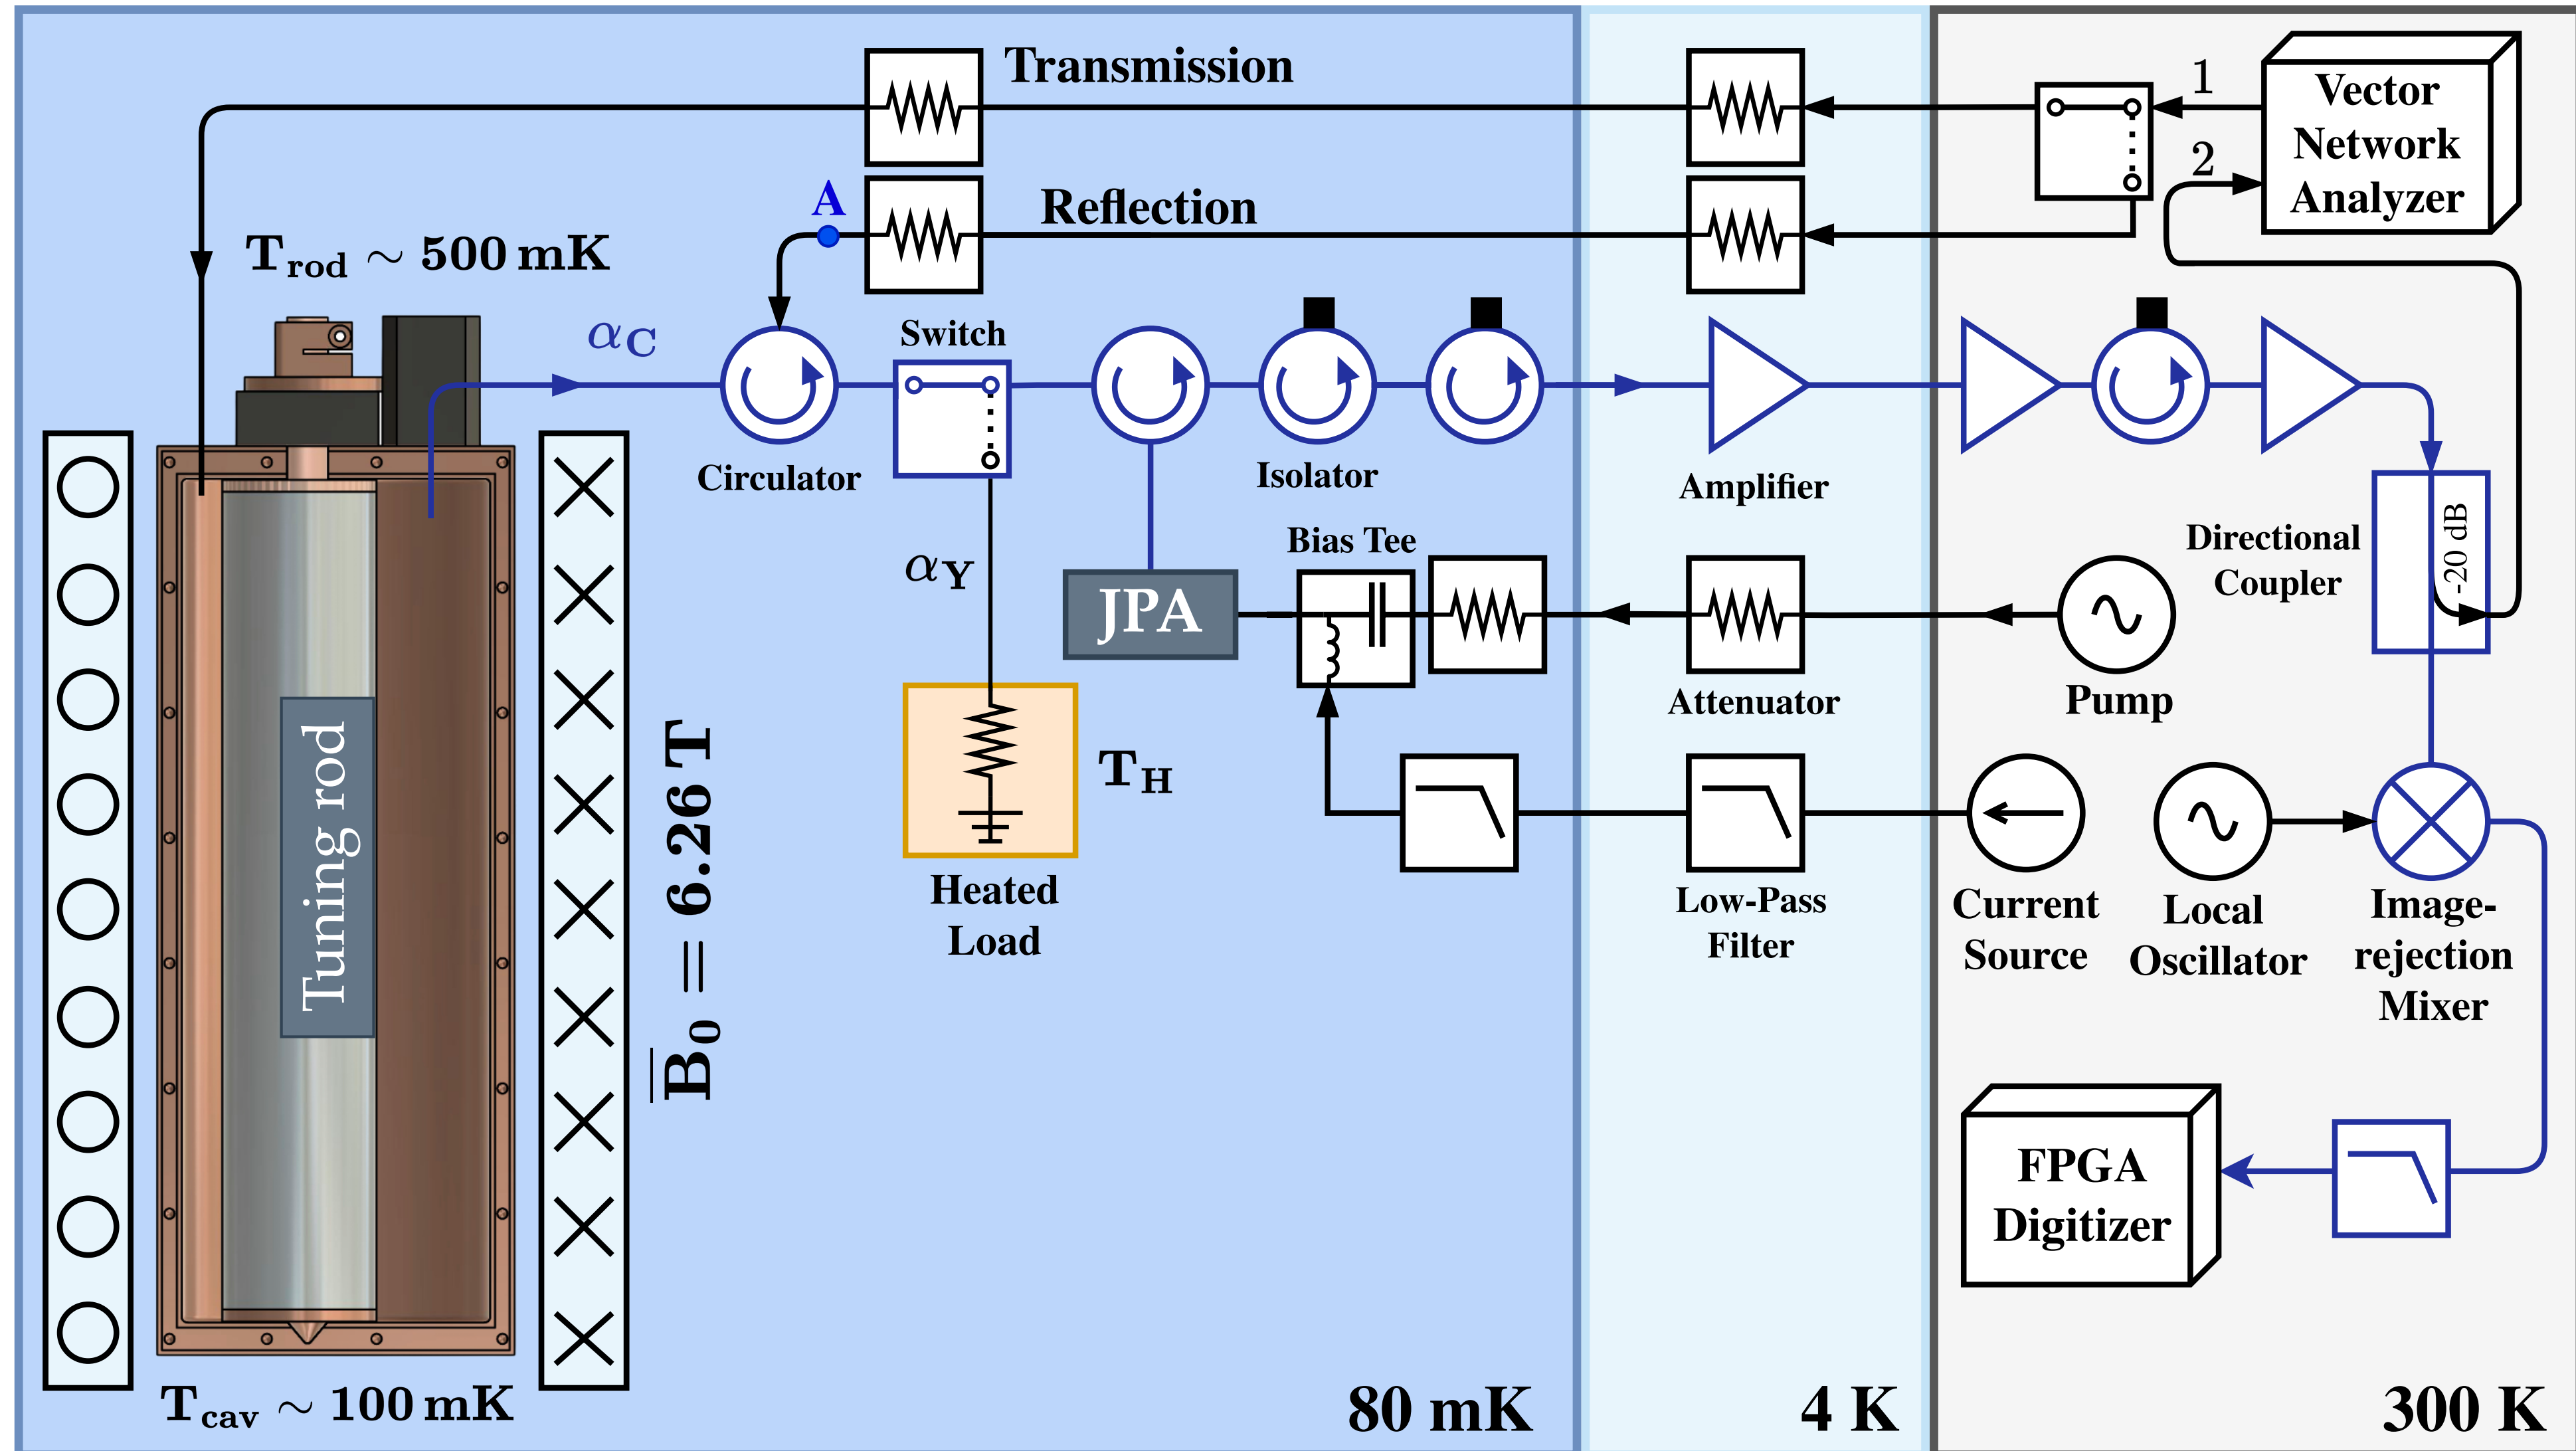 Transmission
1
Vector
Network
Analyzer
2
A
Reflection
T_rod ∼ 500 mK
α_C
Switch
Circulator
Isolator
Amplifier
α_Y
Bias Tee
Directional
Coupler
-20 dB
JPA
Attenuator
Pump
Tuning rod
B̅_0 = 6.26 T
T_H
Heated
Load
Low-Pass
Filter
Current
Source
Local
Oscillator
Image-
rejection
Mixer
FPGA
Digitizer
T_cav ∼ 100 mK
80 mK
4 K
300 K